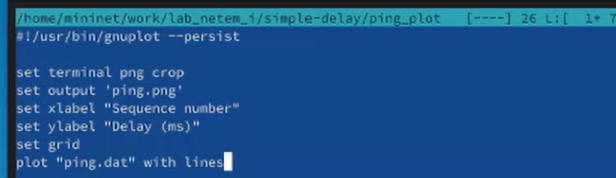 /home/mininet/work/lab_netem_i/simple-delay/ping_plot [----] 26 L:[ 1+ 7
#!/usr/bin/gnuplot --persist
set terminal png crop
set output 'ping.png'
set xlabel "Sequence number"
set ylabel "Delay (ms)"
set grid
plot "ping.dat" with lines